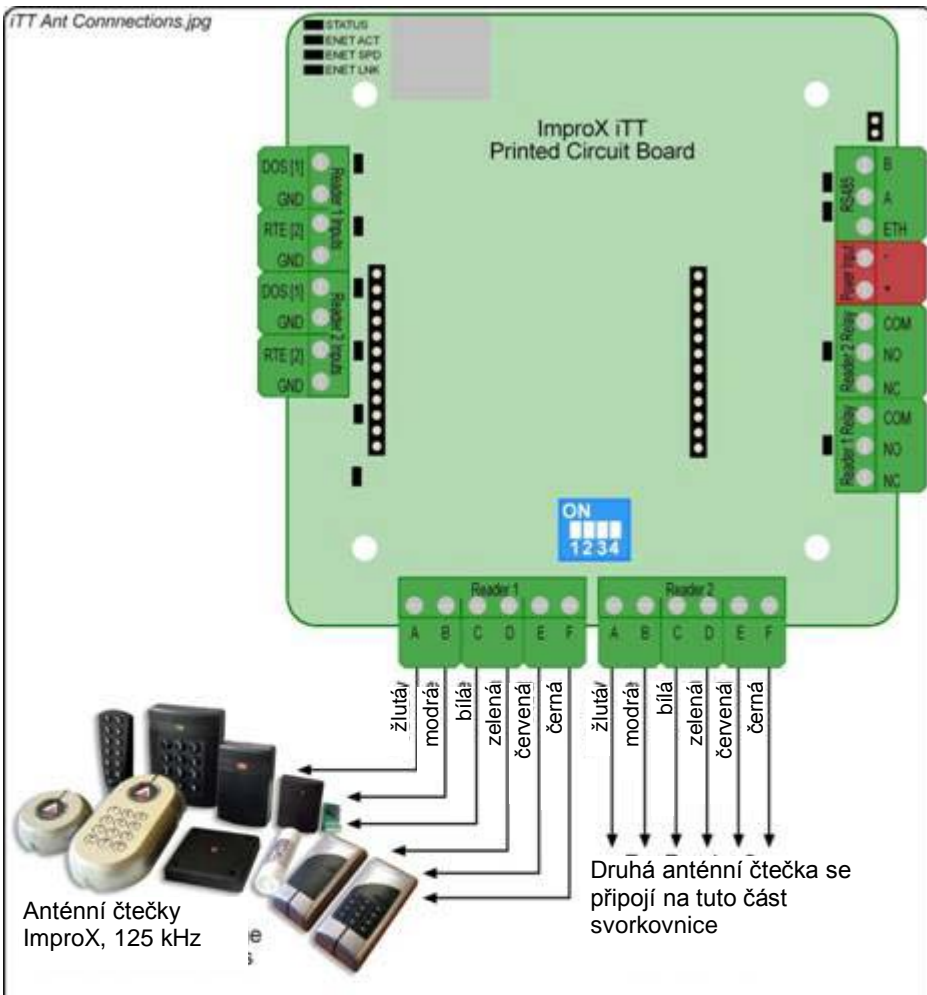 iTT Ant Connnections.jpg
STATUS
ENET ACT
ENET SPD
ENET LNK
ImproX iTT
Printed Circuit Board
DOS [1]
GND
RTE [2]
GND
Reader 1 Inputs
DOS [1]
GND
RTE [2]
GND
Reader 2 Inputs
RS485
B
A
ETH
Power Input
-
+
Reader 2 Relay
COM
NO
NC
Reader 1 Relay
COM
NO
NC
ON
1 2 3 4
Reader 1
A B C D E F
Reader 2
A B C D E F
žlutá
modrá
bílá
zelená
červená
černá
žlutá
modrá
bílá
zelená
červená
černá
Anténní čtečky
ImproX, 125 kHz
Druhá anténní čtečka se
připojí na tuto část
svorkovnice